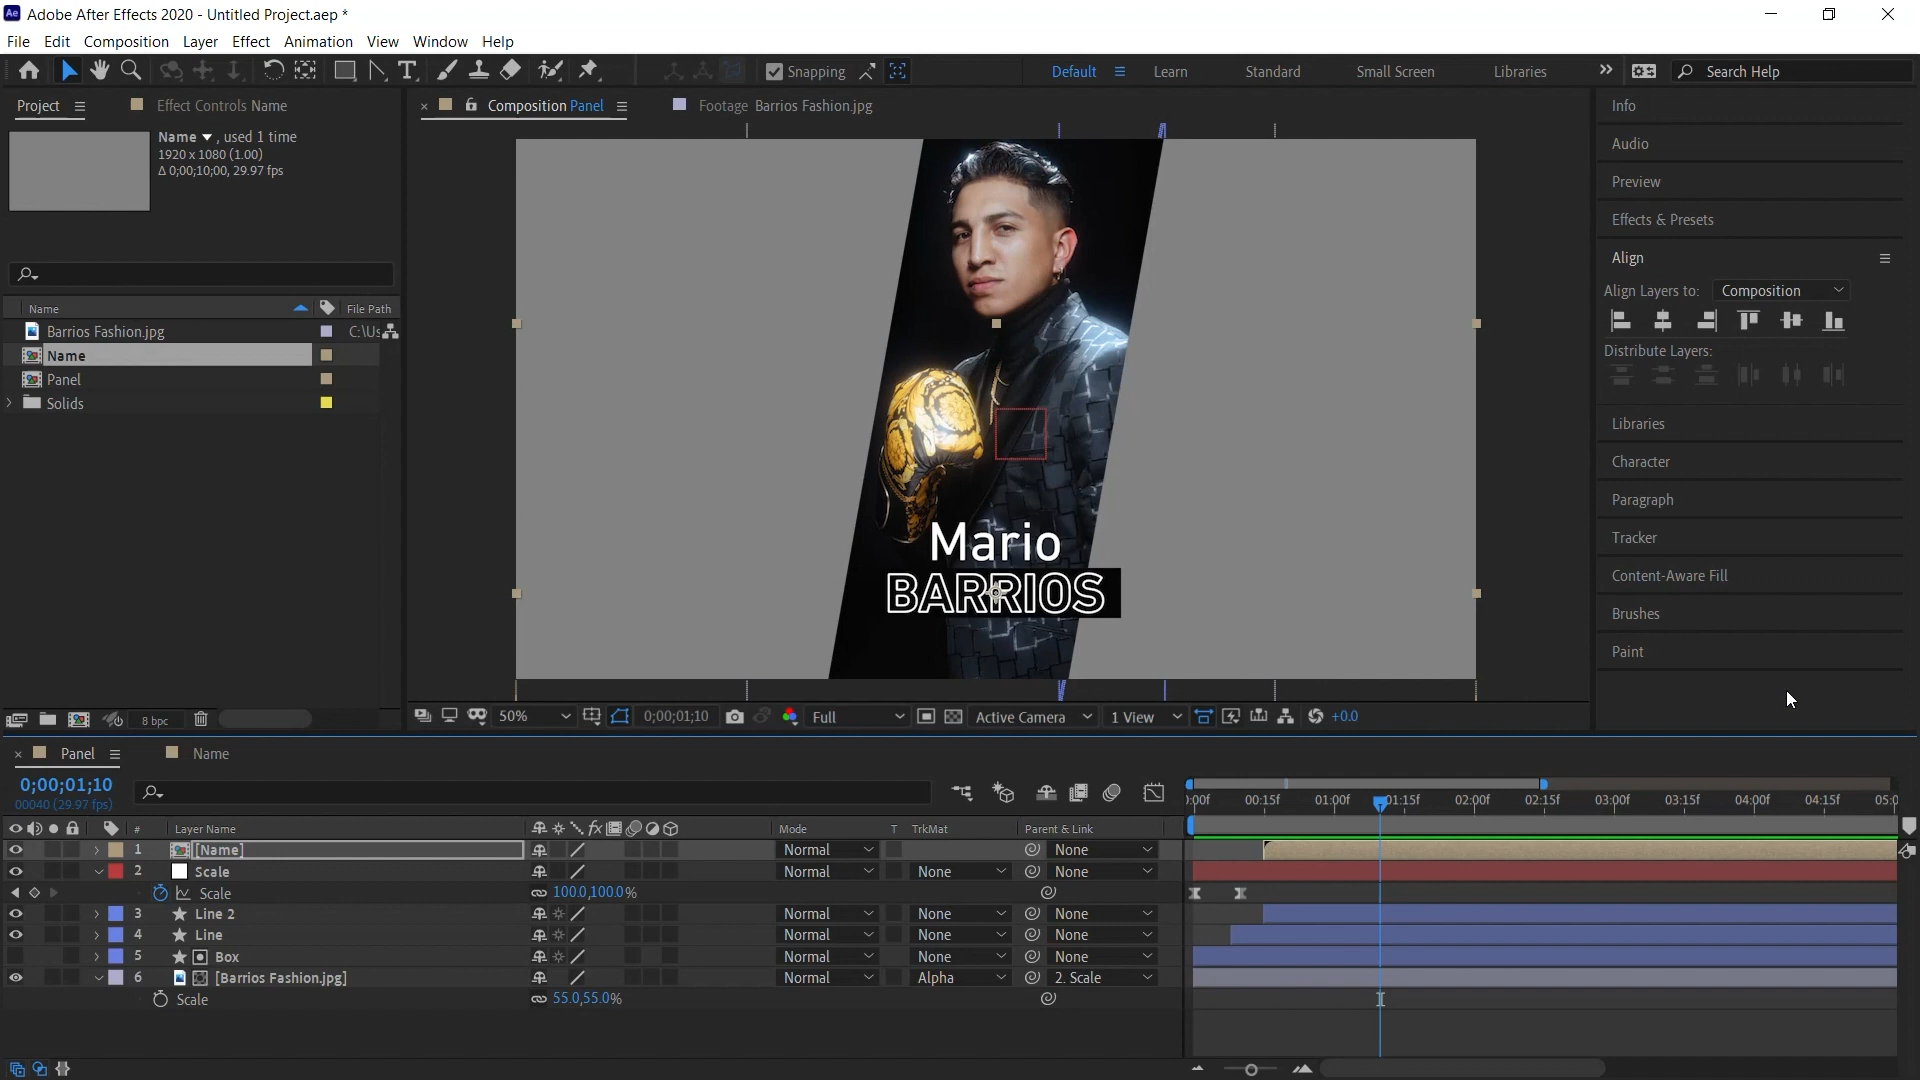 Adobe After Effects 2020 - Untitled Project.aep *
File Edit Composition Layer Effect Animation View Window Help
Snapping Default Learn Standard Small Screen Libraries Search Help
Project Effect Controls Name
Name , used 1 time
1920 x 1080 (1.00)
Δ 0;00;10;00, 29.97 fps
Name File Path
Barrios Fashion.jpg C:\Us
Name
Panel
Solids
8 bpc
Composition Panel Footage Barrios Fashion.jpg
Mario
BARRIOS
50% 0;00;01;10 Full Active Camera 1 View +0.0
Info
Audio
Preview
Effects & Presets
Align
Align Layers to: Composition
Distribute Layers:
Libraries
Character
Paragraph
Tracker
Content-Aware Fill
Brushes
Paint
Panel Name
0;00;01;10
00040 (29.97 fps)
# Layer Name Mode T TrkMat Parent & Link
1 [Name] Normal None
2 Scale Normal None None
Scale 100.0,100.0%
3 Line 2 Normal None None
4 Line Normal None None
5 Box Normal None None
6 [Barrios Fashion.jpg] Normal Alpha 2. Scale
Scale 55.0,55.0%
):00f 00:15f 01:00f 01:15f 02:00f 02:15f 03:00f 03:15f 04:00f 04:15f 05:0